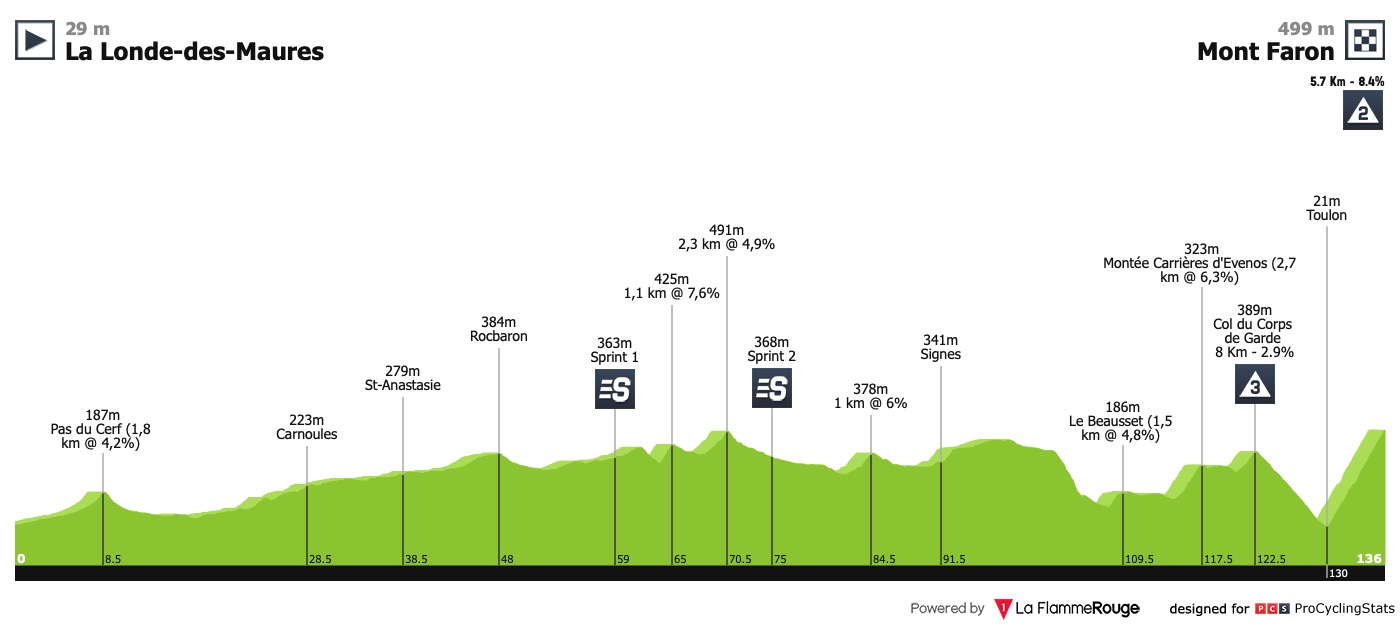 29 m
La Londe-des-Maures
499 m
Mont Faron
5.7 Km - 8.4%
2
187m
Pas du Cerf (1,8
km @ 4,2%)
223m
Carnoules
279m
St-Anastasie
384m
Rocbaron
363m
Sprint 1
S
425m
1,1 km @ 7,6%
491m
2,3 km @ 4,9%
368m
Sprint 2
S
378m
1 km @ 6%
341m
Signes
186m
Le Beausset (1,5
km @ 4,8%)
323m
Montée Carrières d'Evenos (2,7
km @ 6,3%)
389m
Col du Corps
de Garde
8 Km - 2.9%
3
21m
Toulon
0 8.5 28.5 38.5 48 59 65 70.5 75 84.5 91.5 109.5 117.5 122.5 136
130
Powered by 1 La FlammeRouge designed for PCS ProCyclingStats